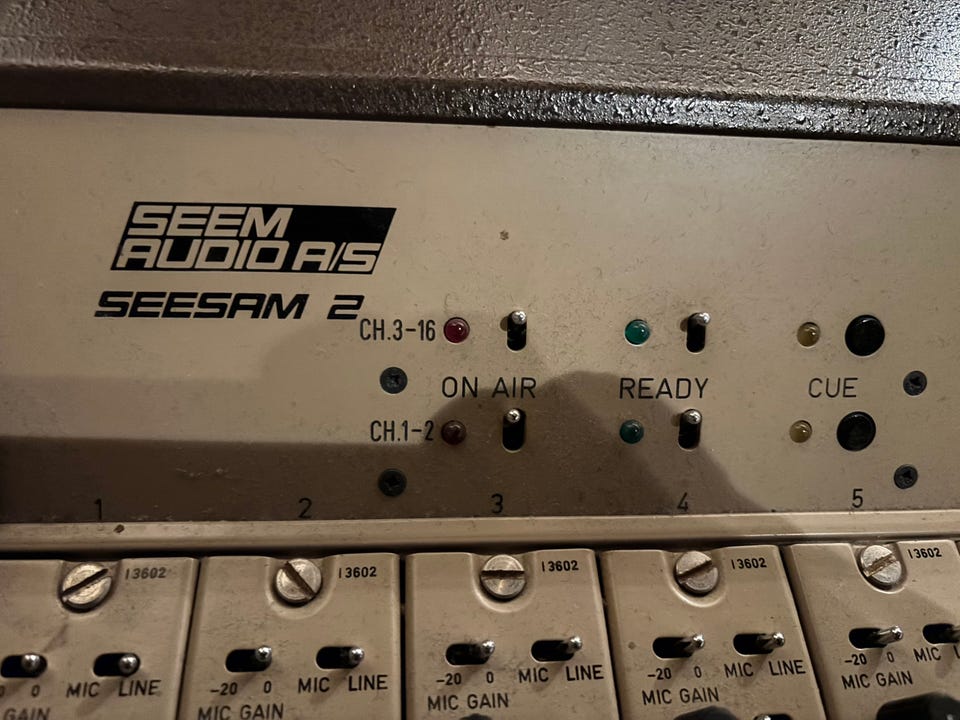 SEEM
AUDIO A/S
SEESAM 2
CH.3-16
ON AIR READY CUE
CH.1-2
1 2 3 4 5
13602 13602 13602 13602 13602
0 MIC LINE -20 0 MIC LINE -20 0 MIC LINE -20 0 MIC LINE -20 0
GAIN MIC GAIN MIC GAIN MIC GAIN MIC GAIN